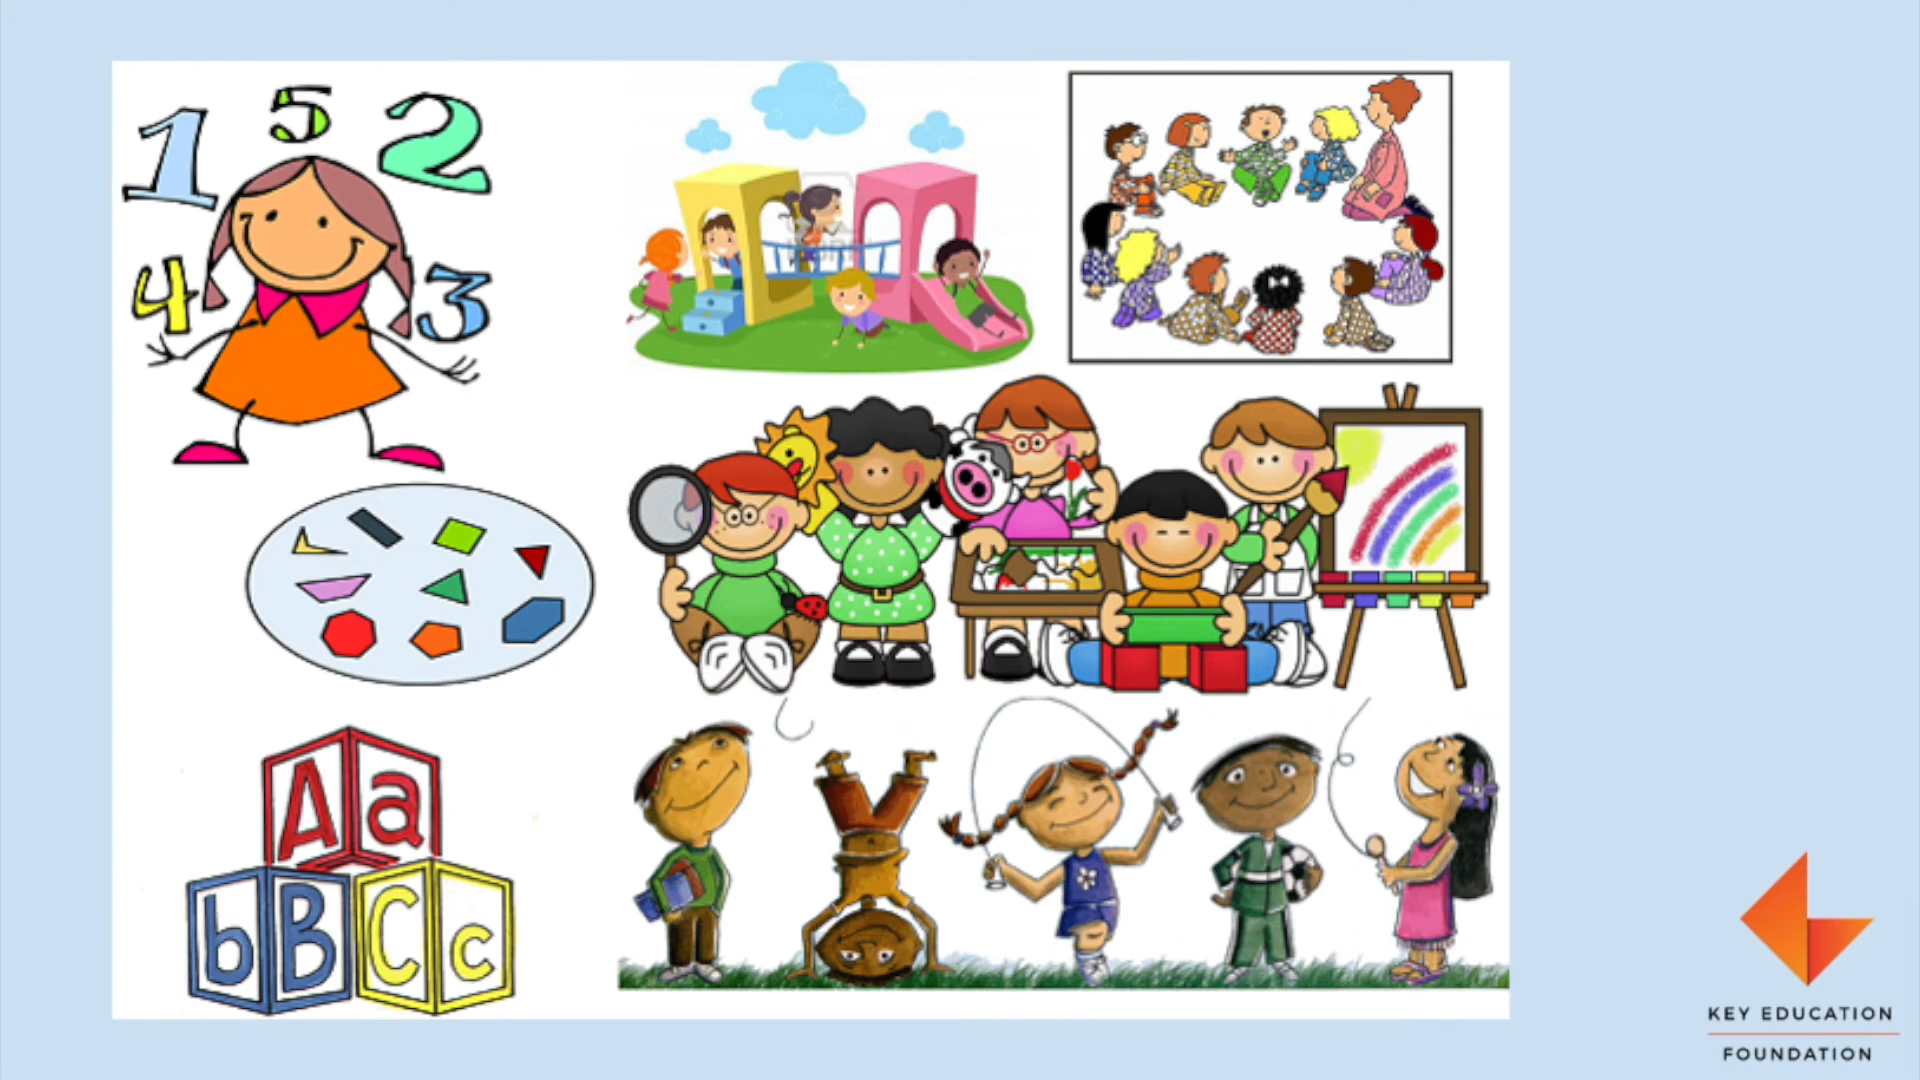 1 5 2
4 3
A a
b B C c
KEY EDUCATION
FOUNDATION